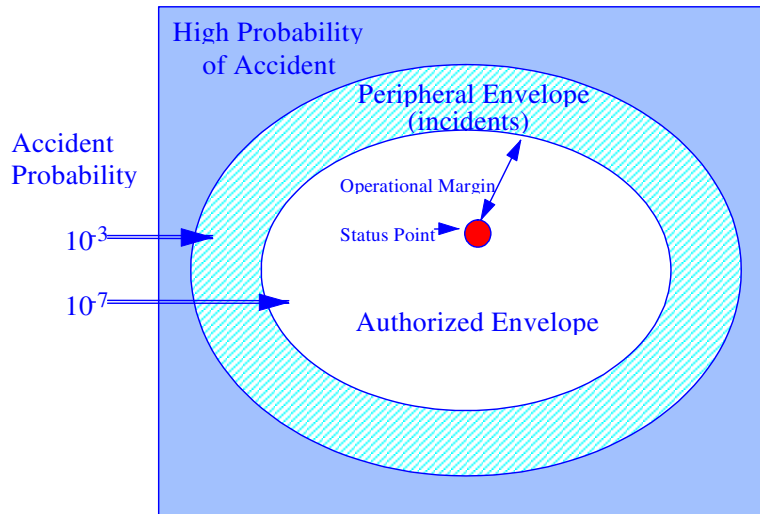 High Probability
of Accident
Peripheral Envelope
(incidents)
Accident
Probability
Operational Margin
10-3
Status Point
10-7
Authorized Envelope